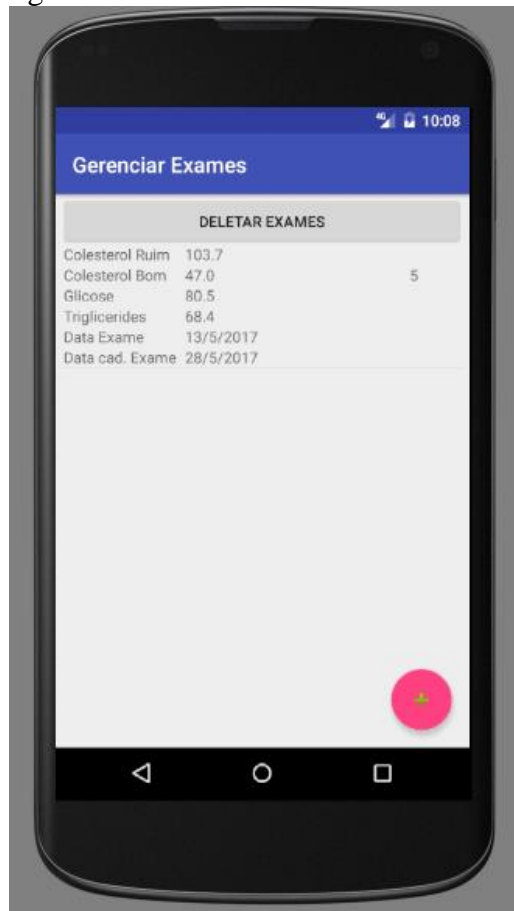 4G 10:08
Gerenciar Exames
DELETAR EXAMES
Colesterol Ruim 103.7
Colesterol Bom 47.0 5
Glicose 80.5
Triglicerides 68.4
Data Exame 13/5/2017
Data cad. Exame 28/5/2017
+